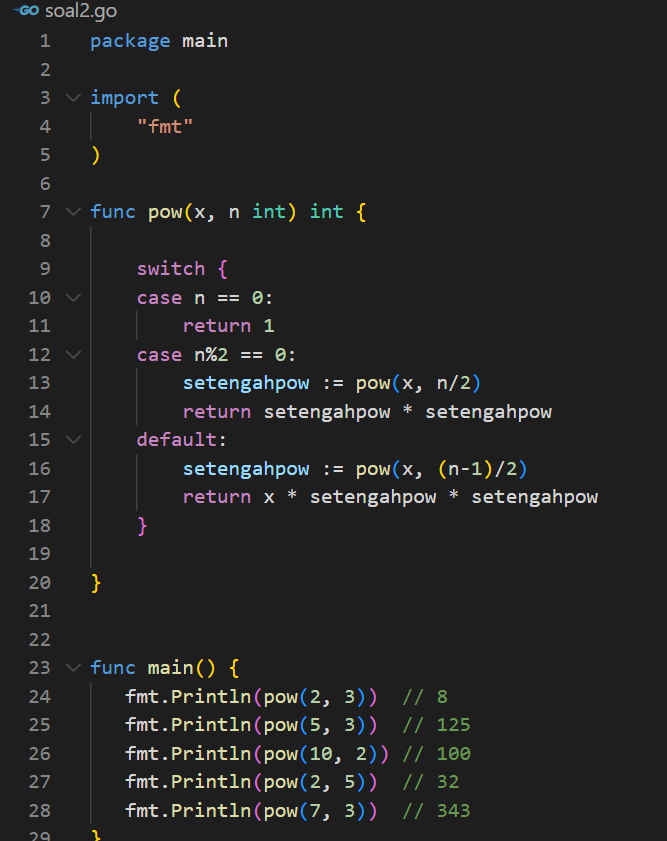 GO soal2.go
1 package main
2
3 import (
4     "fmt"
5 )
6
7 func pow(x, n int) int {
8
9     switch {
10     case n == 0:
11         return 1
12     case n%2 == 0:
13         setengahpow := pow(x, n/2)
14         return setengahpow * setengahpow
15     default:
16         setengahpow := pow(x, (n-1)/2)
17         return x * setengahpow * setengahpow
18     }
19
20 }
21
22
23 func main() {
24    fmt.Println(pow(2, 3))  // 8
25    fmt.Println(pow(5, 3))  // 125
26    fmt.Println(pow(10, 2)) // 100
27    fmt.Println(pow(2, 5))  // 32
28    fmt.Println(pow(7, 3))  // 343
29 }